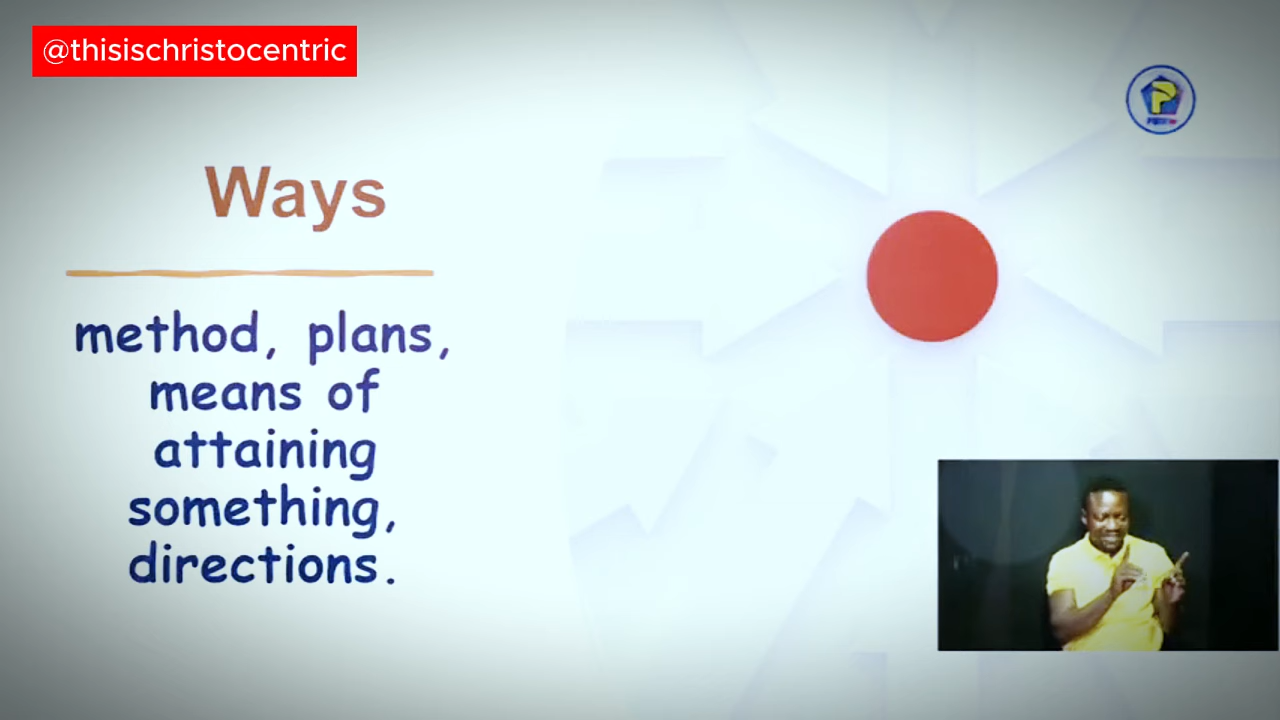 @thisischristocentric
Ways
method, plans,
means of
attaining
something,
directions.